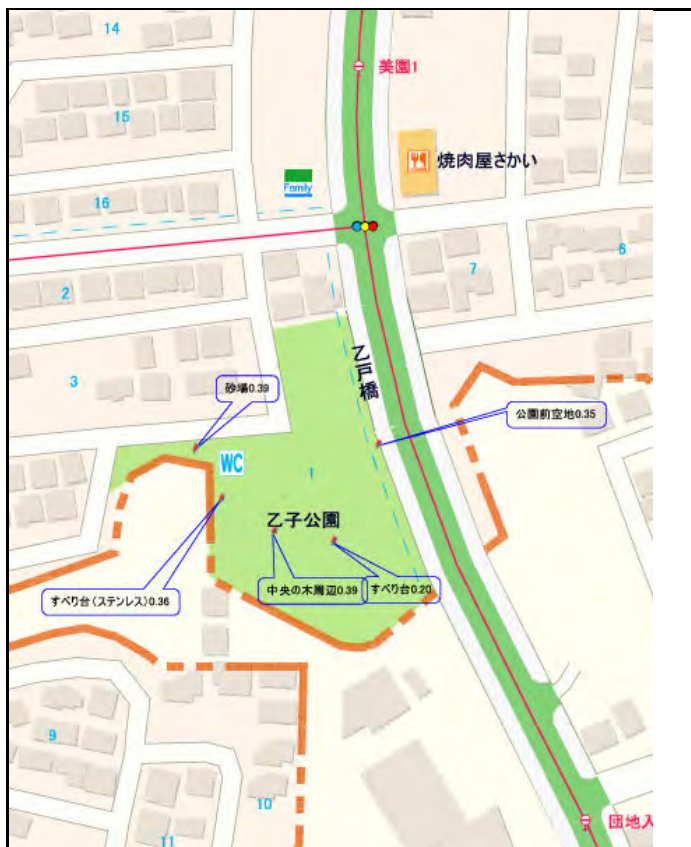 14
美園1
15
焼肉屋さかい
Family
16
6
7
2
乙戸橋
3
砂場0.39
公園前空地0.35
WC
1
乙子公園
すべり台(ステンレス)0.36
中央の木周辺0.39
すべり台0.20
9
10
団地入
11